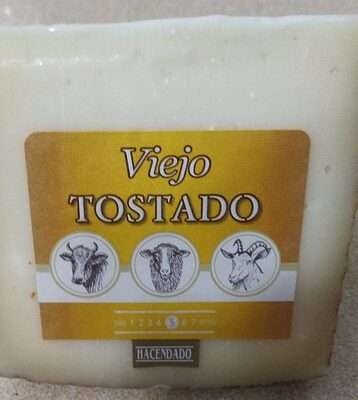 Viejo
TOSTADO
1 2 3 4 5 6 7
HACENDADO